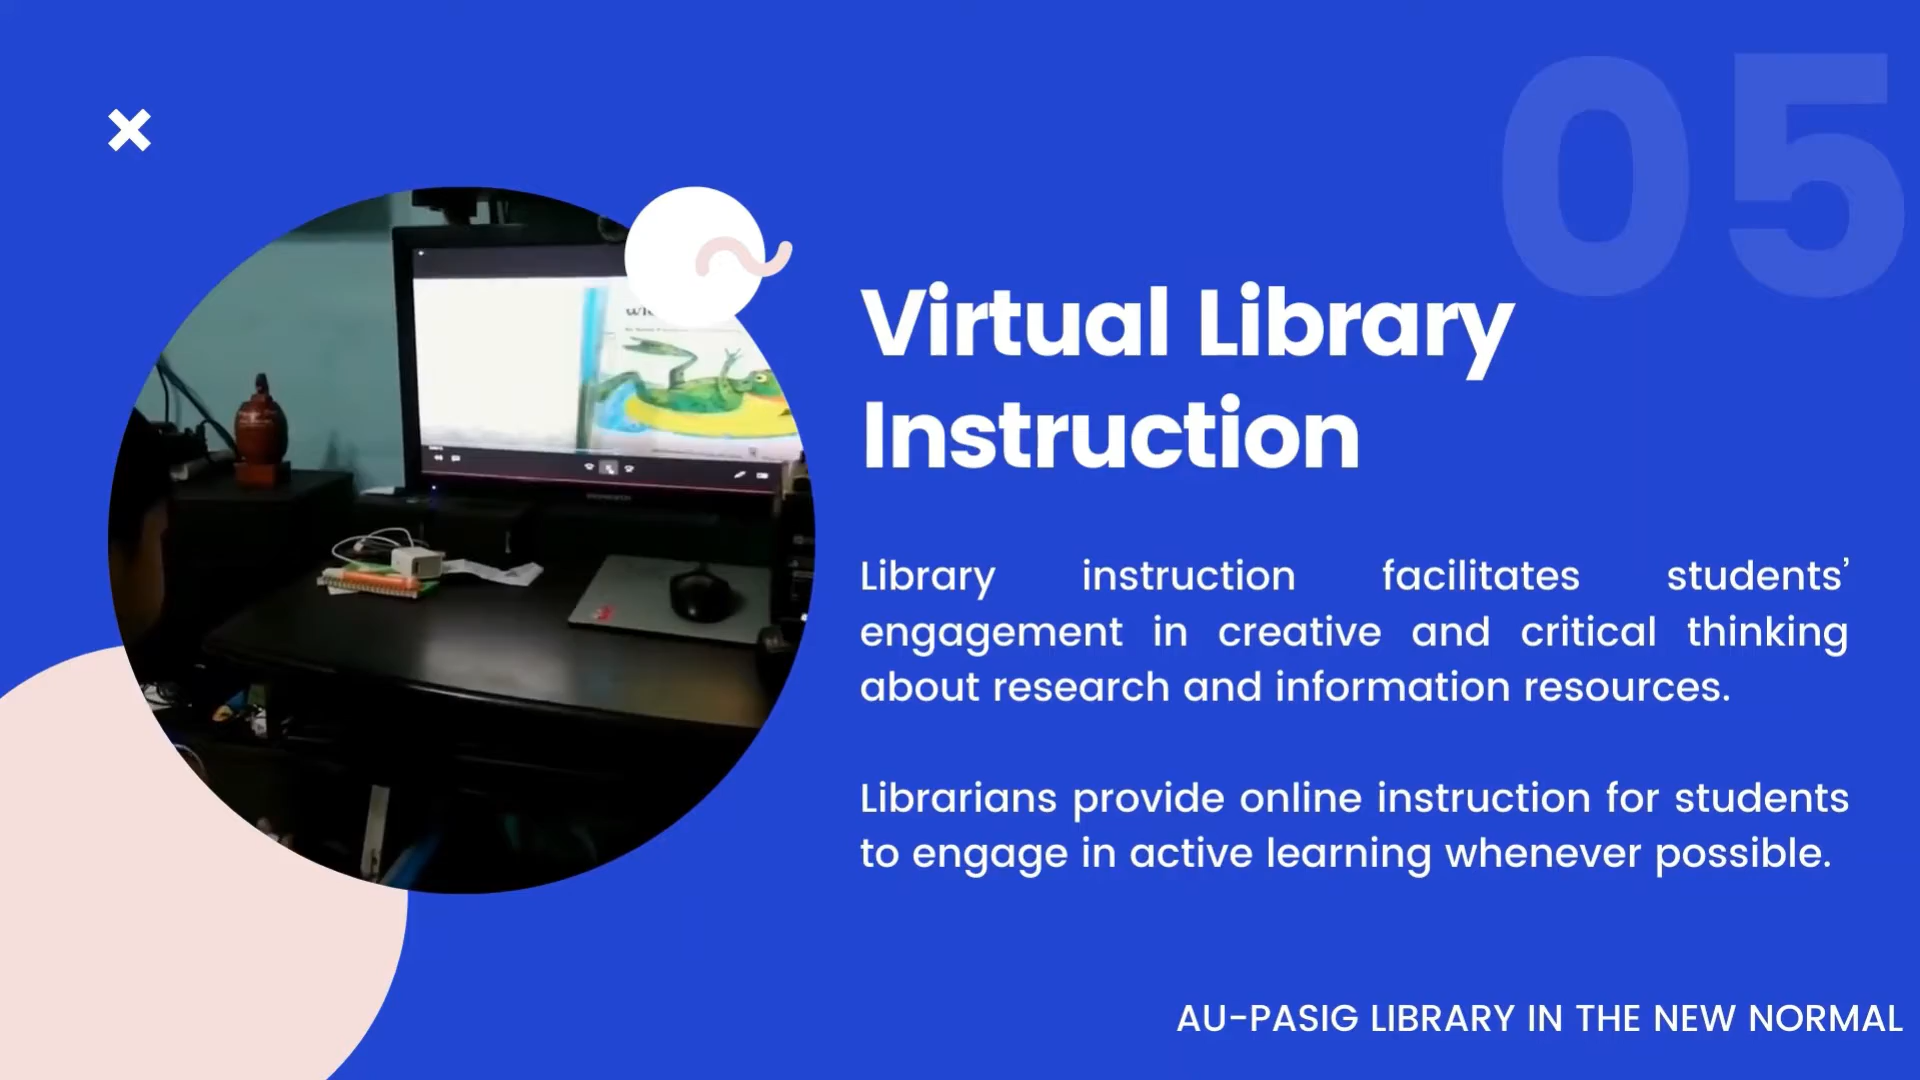 05
Virtual Library
Instruction
Library instruction facilitates students’
engagement in creative and critical thinking
about research and information resources.
Librarians provide online instruction for students
to engage in active learning whenever possible.
AU-PASIG LIBRARY IN THE NEW NORMAL